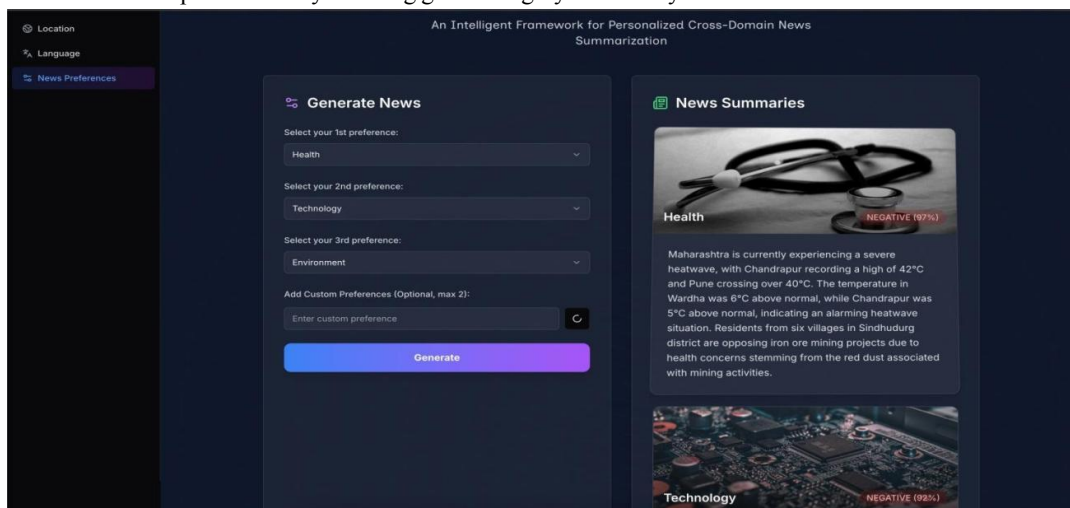 Location
Language
News Preferences
An Intelligent Framework for Personalized Cross-Domain News
Summarization
Generate News
Select your 1st preference:
Health
Select your 2nd preference:
Technology
Select your 3rd preference:
Environment
Add Custom Preferences (Optional, max 2):
Enter custom preference
Generate
News Summaries
Health
NEGATIVE (97%)
Maharashtra is currently experiencing a severe
heatwave, with Chandrapur recording a high of 42°C
and Pune crossing over 40°C. The temperature in
Wardha was 6°C above normal, while Chandrapur was
5°C above normal, indicating an alarming heatwave
situation. Residents from six villages in Sindhudurg
district are opposing iron ore mining projects due to
health concerns stemming from the red dust associated
with mining activities.
Technology
NEGATIVE (92%)